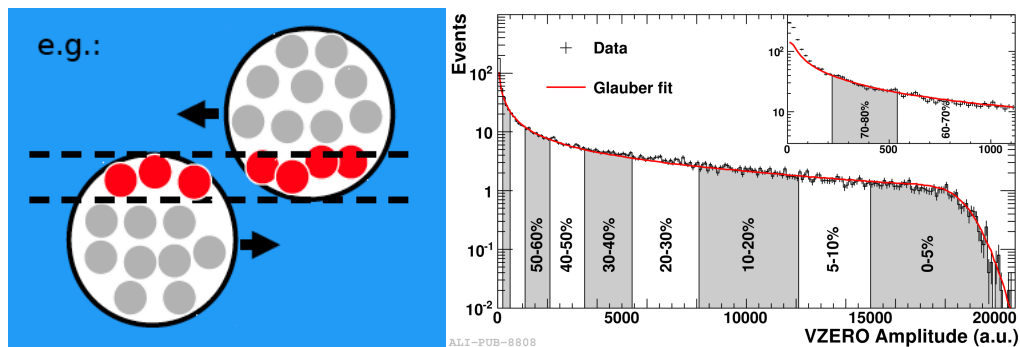 e.g.:
Events
Data
Glauber fit
10²
10
1
10⁻¹
10⁻²
50-60%
40-50%
30-40%
20-30%
10-20%
5-10%
0-5%
0 5000 10000 15000 20000
VZERO Amplitude (a.u.)
10²
10
70-80%
60-70%
0 500 1000
ALI-PUB-8808